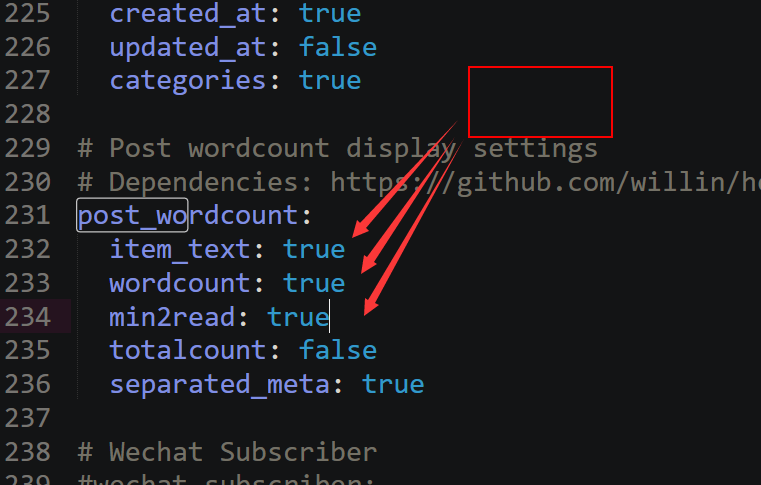 225 created_at: true
226 updated_at: false
227 categories: true
228
229 # Post wordcount display settings
230 # Dependencies: https://github.com/willin/he
231 post_wordcount:
232 item_text: true
233 wordcount: true
234 min2read: true
235 totalcount: false
236 separated_meta: true
237
238 # Wechat Subscriber
239 #wechat_subscriber: